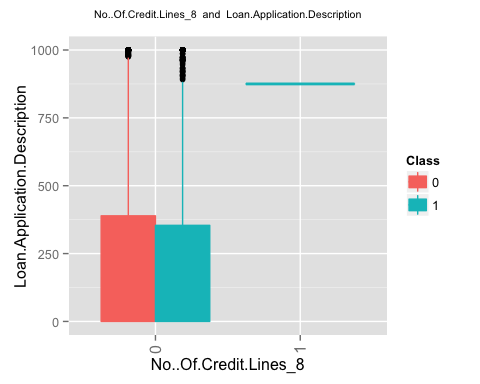 No..Of.Credit.Lines_8 and Loan.Application.Description
1000
750
500
250
0
Loan.Application.Description
0
1
No..Of.Credit.Lines_8
Class
0
1